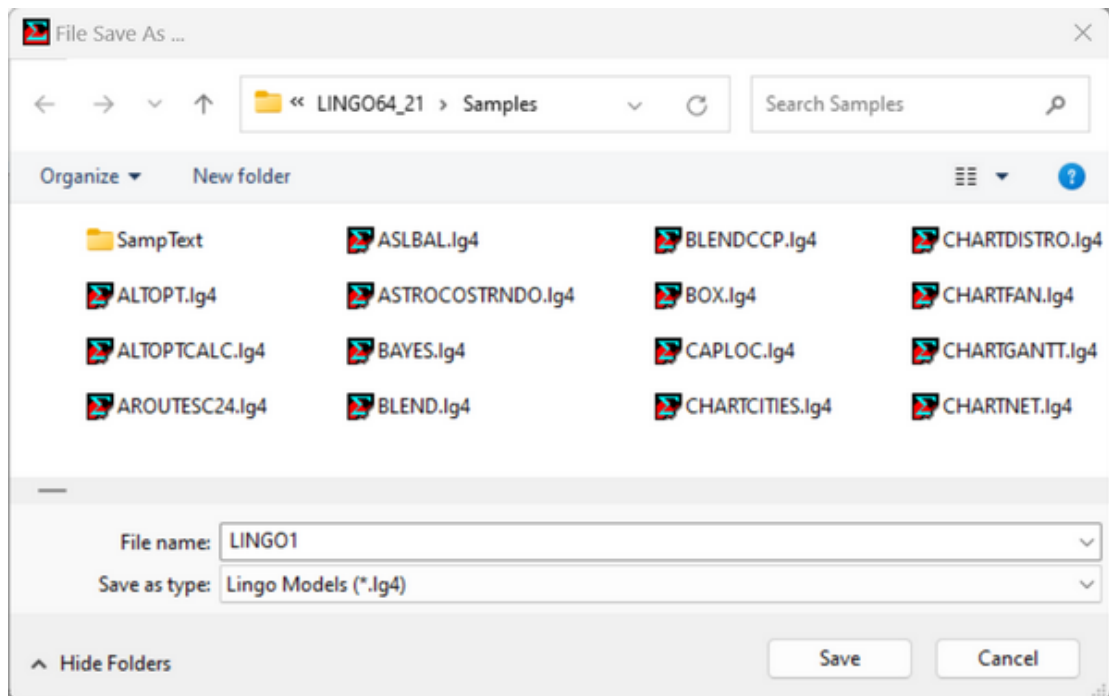 File Save As ...
« LINGO64_21 › Samples
Search Samples
Organize
New folder
SampText ASLBAL.lg4 BLENDCCP.lg4 CHARTDISTRO.lg4
ALTOPT.lg4 ASTROCOSTRNDO.lg4 BOX.lg4 CHARTFAN.lg4
ALTOPTCALC.lg4 BAYES.lg4 CAPLOC.lg4 CHARTGANTT.lg4
AROUTESC24.lg4 BLEND.lg4 CHARTCITIES.lg4 CHARTNET.lg4
File name: LINGO1
Save as type: Lingo Models (*.lg4)
Hide Folders
Save
Cancel